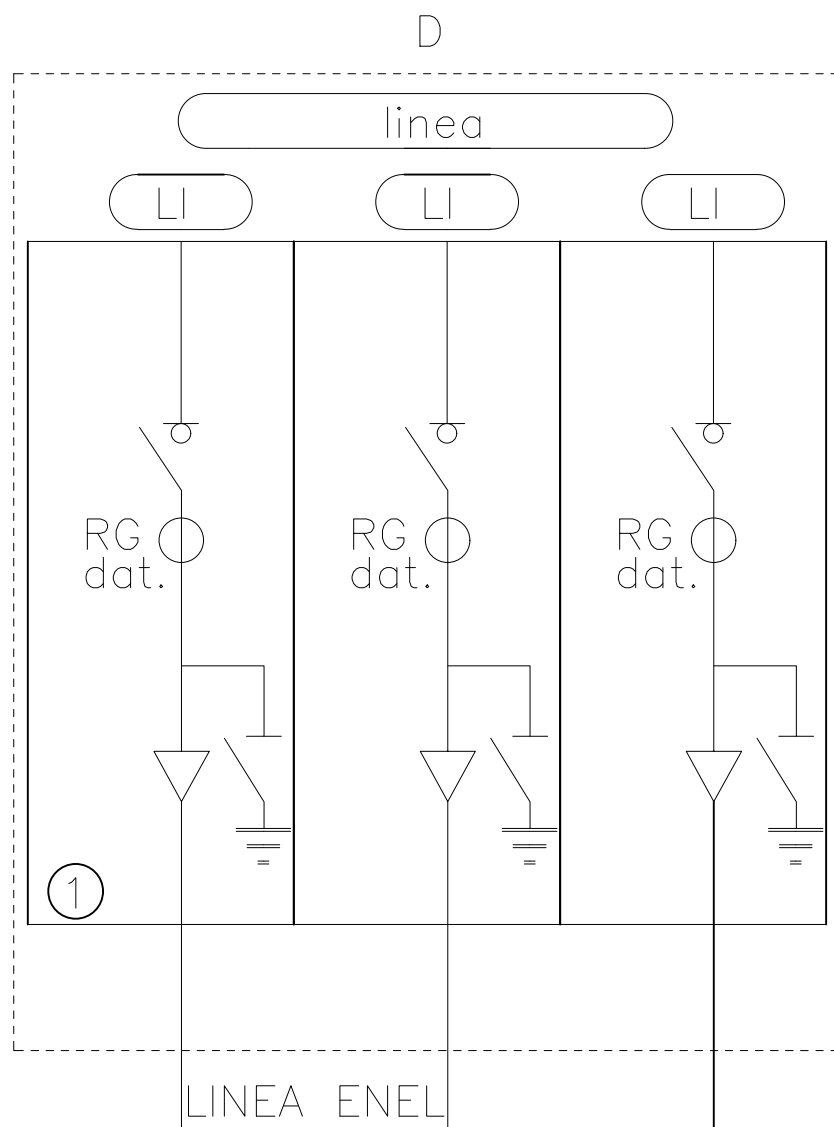 D
linea
LI LI LI
RG RG RG
dat. dat. dat.
1
LINEA ENEL